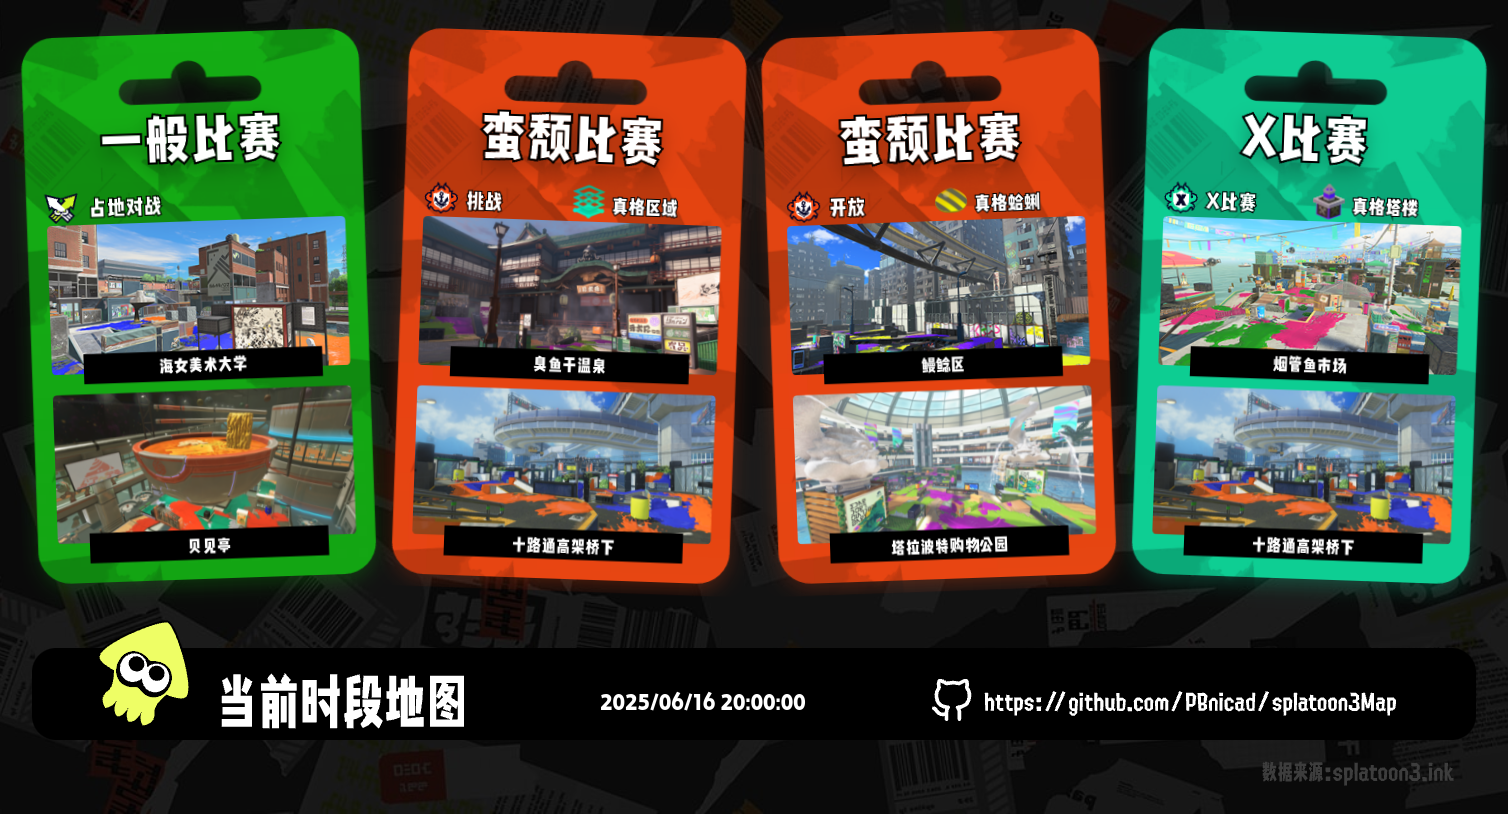 一般比赛
占地对战
海女美术大学
贝见亭
蛮颓比赛
挑战 真格区域
臭鱼干温泉
十路通高架桥下
蛮颓比赛
开放 真格蛤蜊
鳗鲶区
塔拉波特购物公园
X比赛
X比赛 真格塔楼
烟管鱼市场
十路通高架桥下
当前时段地图
2025/06/16 20:00:00
https://github.com/PBnicad/splatoon3Map
数据来源:splatoon3.ink